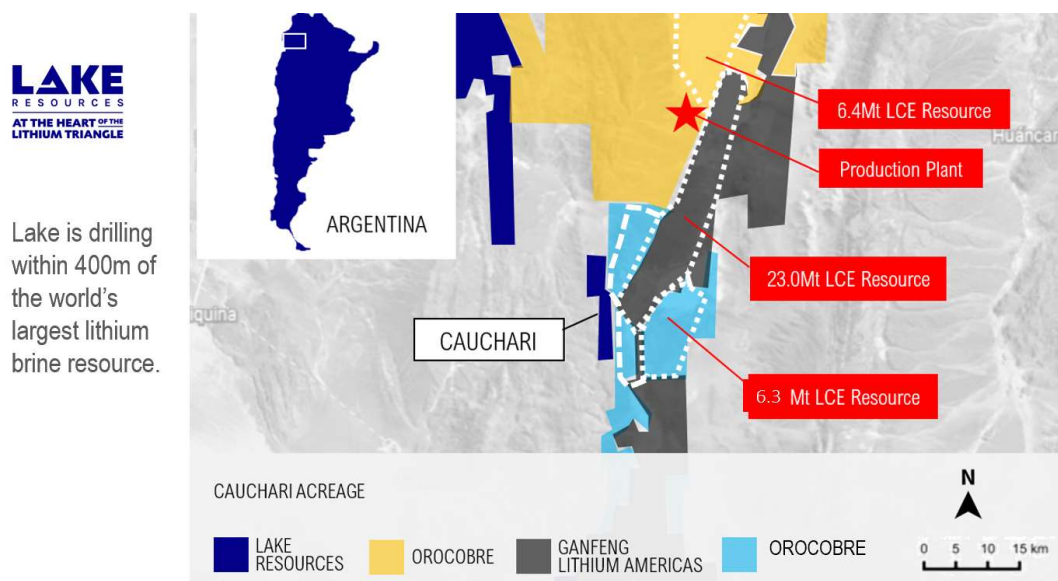 LAKE
RESOURCES
AT THE HEART OF THE
LITHIUM TRIANGLE
Lake is drilling
within 400m of
the world's
largest lithium
brine resource.
ARGENTINA
6.4Mt LCE Resource
Huancar
Production Plant
23.0Mt LCE Resource
quina
CAUCHARI
6.3 Mt LCE Resource
CAUCHARI ACREAGE
LAKE
RESOURCES
OROCOBRE
GANFENG
LITHIUM AMERICAS
OROCOBRE
N
0 5 10 15 km